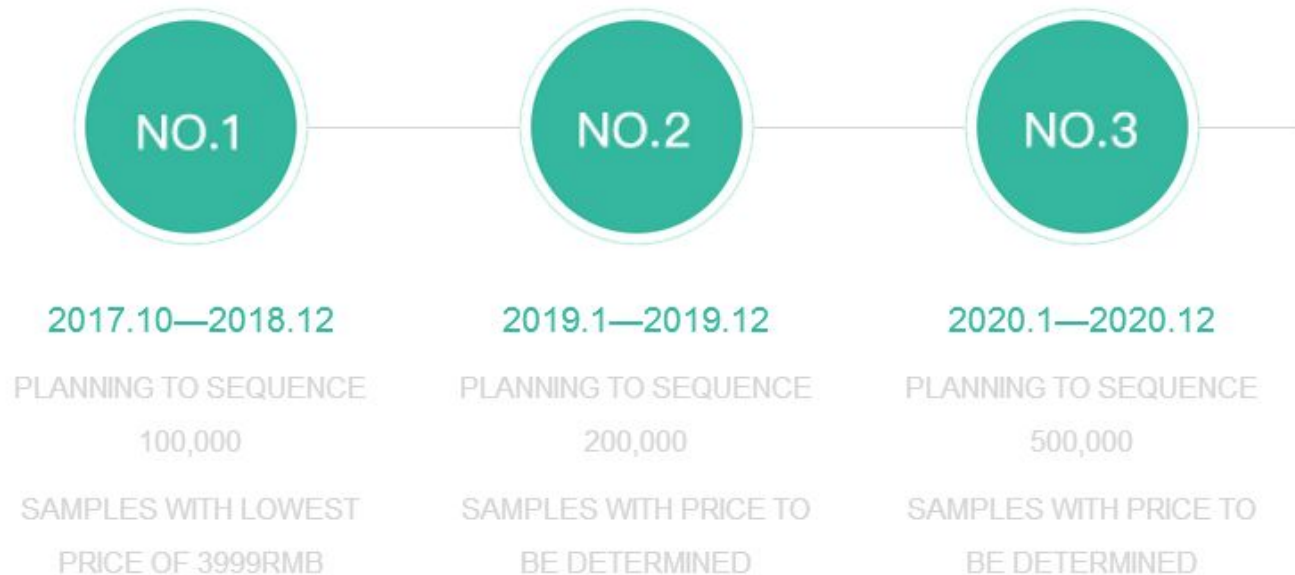 NO.1
2017.10—2018.12
PLANNING TO SEQUENCE
100,000
SAMPLES WITH LOWEST
PRICE OF 3999RMB
NO.2
2019.1—2019.12
PLANNING TO SEQUENCE
200,000
SAMPLES WITH PRICE TO
BE DETERMINED
NO.3
2020.1—2020.12
PLANNING TO SEQUENCE
500,000
SAMPLES WITH PRICE TO
BE DETERMINED